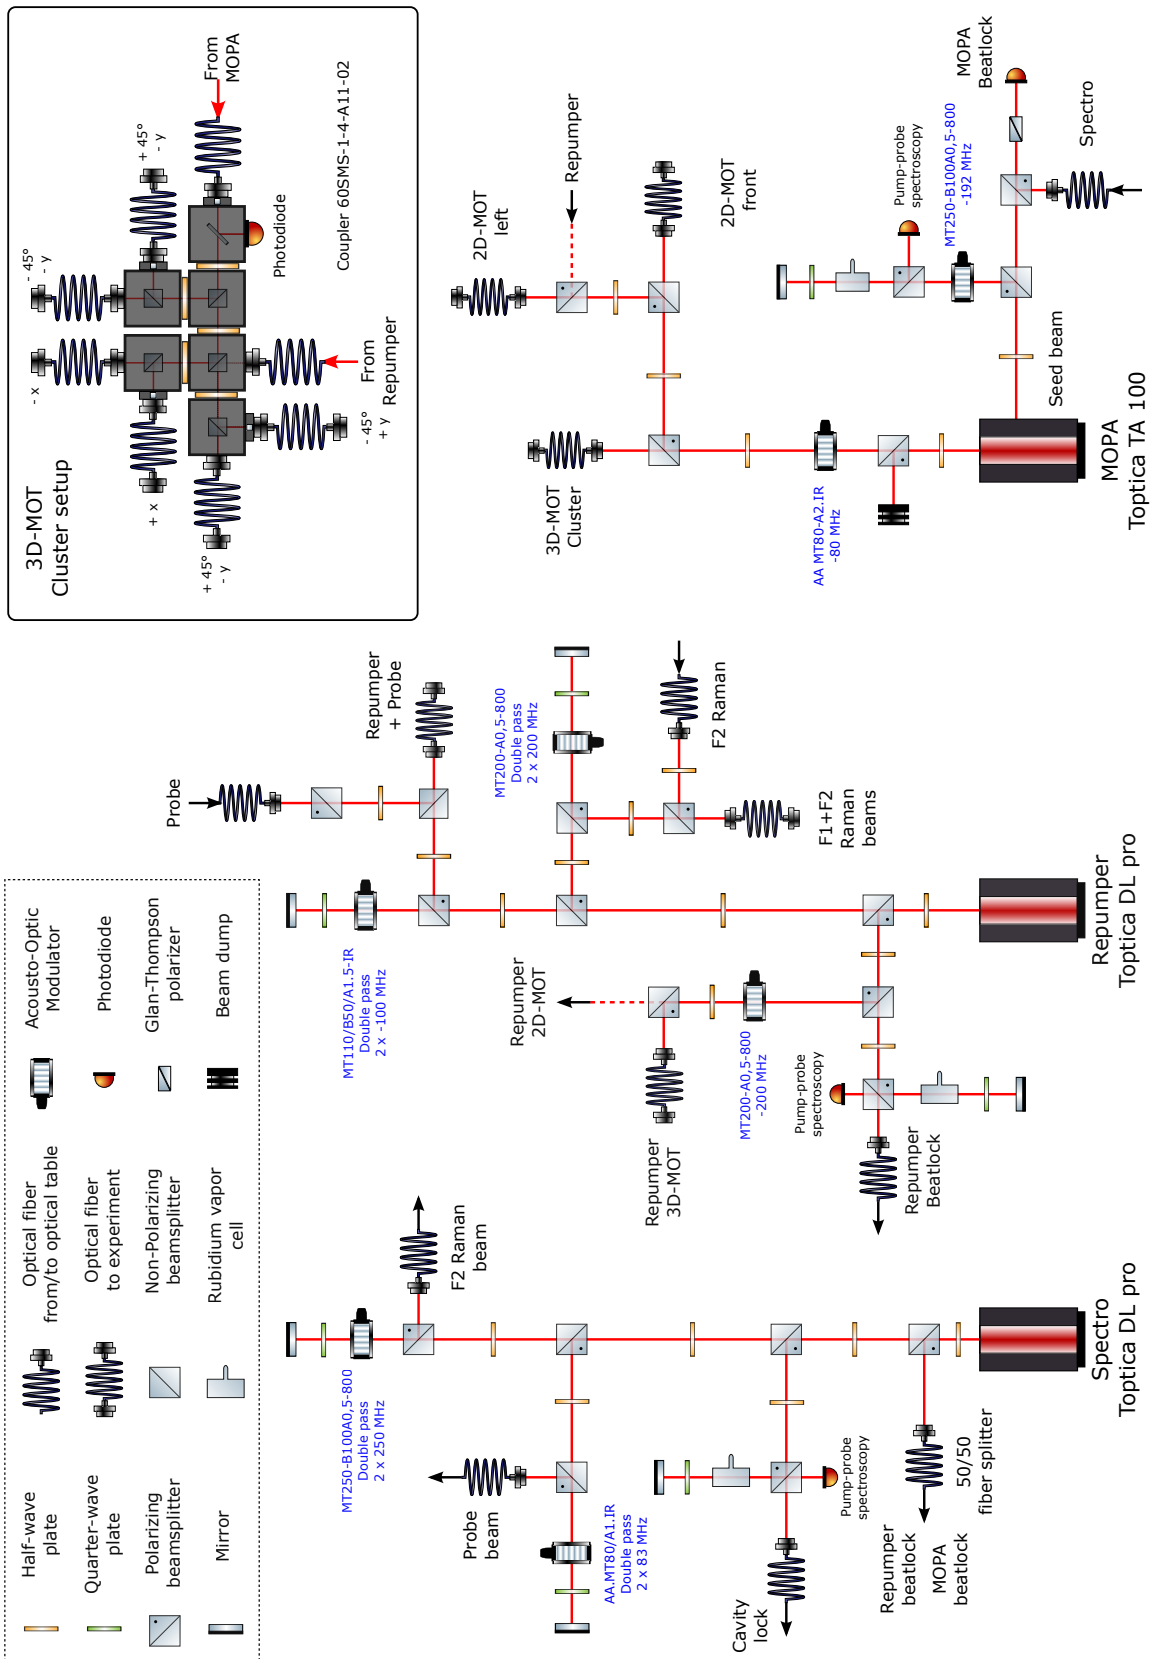 3D-MOT
Cluster setup
- 45°
- y
+ 45°
- y
- x
+ x
+ 45°
- y
- 45°
+ y
From
MOPA
Photodiode
Coupler 60SMS-1-4-A11-02
From
Repumper
2D-MOT
left
Repumper
2D-MOT
front
3D-MOT
Cluster
AA MT80-A2.IR
-80 MHz
Pump-probe
spectroscopy
MT250-B100A0,5-800
-192 MHz
MOPA
Beatlock
Spectro
Seed beam
MOPA
Toptica TA 100
Probe
Repumper
+ Probe
MT110/B50/A1.5-IR
Double pass
2 x -100 MHz
MT200-A0,5-800
Double pass
2 x 200 MHz
F2 Raman
F1+F2
Raman
beams
Repumper
2D-MOT
Repumper
3D-MOT
MT200-A0,5-800
-200 MHz
Pump-probe
spectroscopy
Repumper
Beatlock
Repumper
Toptica DL pro
F2 Raman
beam
MT250-B100A0,5-800
Double pass
2 x 250 MHz
Probe
beam
AA.MT80/A1.IR
Double pass
2 x 83 MHz
Pump-probe
spectroscopy
Cavity
lock
50/50
fiber splitter
Repumper
beatlock
MOPA
beatlock
Spectro
Toptica DL pro
Half-wave
plate
Optical fiber
from/to optical table
Acousto-Optic
Modulator
Quarter-wave
plate
Optical fiber
to experiment
Photodiode
Polarizing
beamsplitter
Non-Polarizing
beamsplitter
Glan-Thompson
polarizer
Mirror
Rubidium vapor
cell
Beam dump